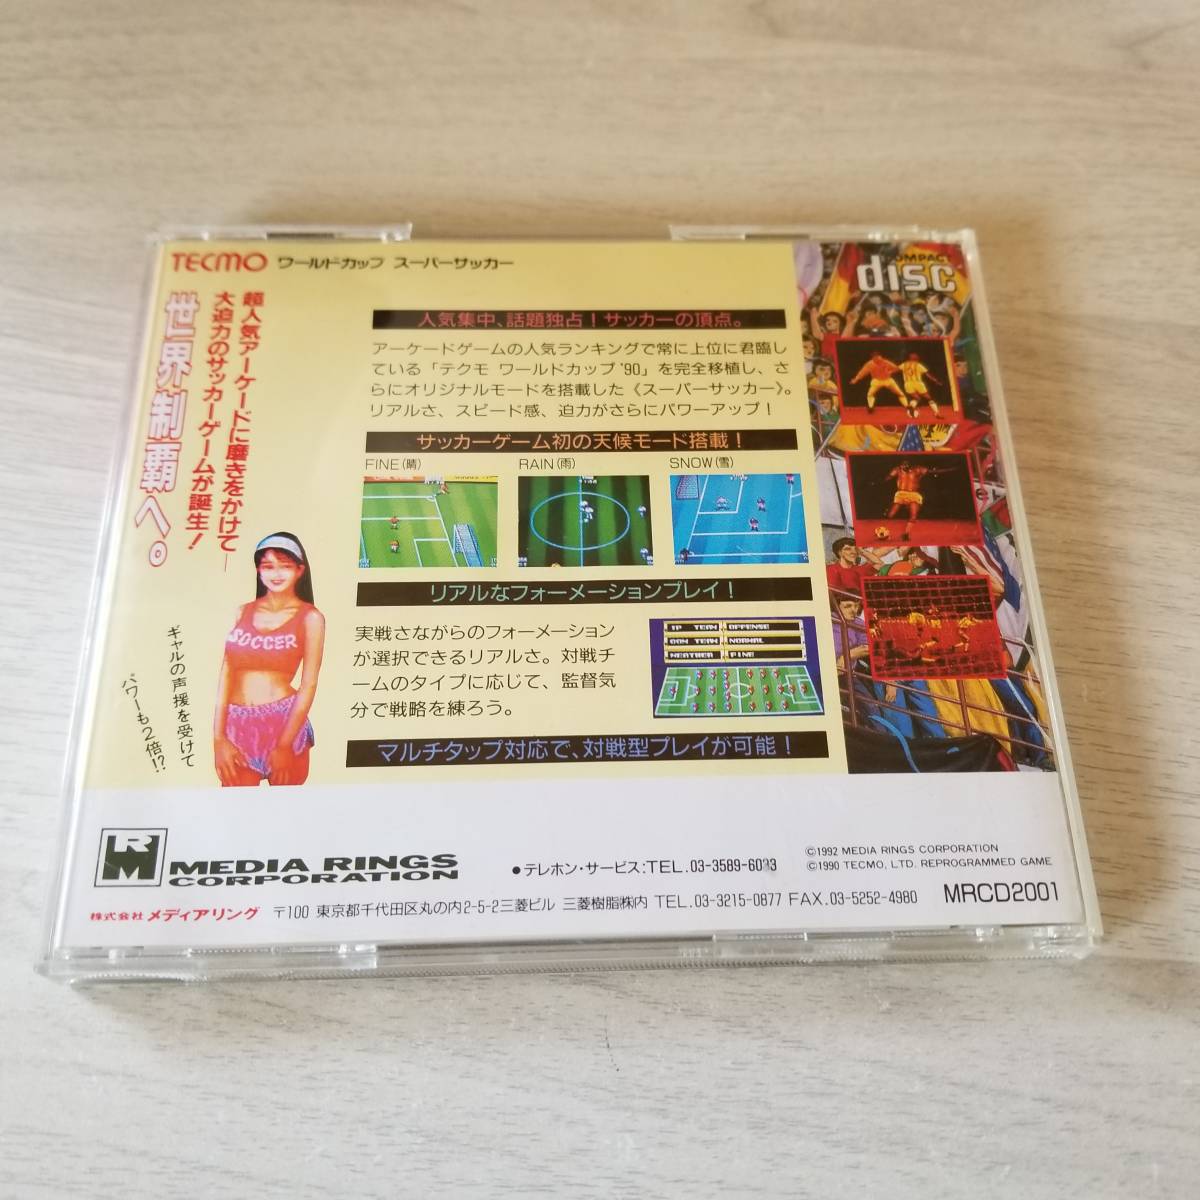 TECMO ワールドカップ スーパーサッカー
COMPACT
disc
超人気アーケードに磨きをかけて―
大迫力のサッカーゲームが誕生！
世界制覇へ。
人気集中、話題独占！サッカーの頂点。
アーケードゲームの人気ランキングで常に上位に君臨し
ている「テクモ ワールドカップ '90」を完全移植し、さ
らにオリジナルモードを搭載した《スーパーサッカー》。
リアルさ、スピード感、迫力がさらにパワーアップ！
サッカーゲーム初の天候モード搭載！
FINE(晴) RAIN(雨) SNOW(雪)
リアルなフォーメーションプレイ！
実戦さながらのフォーメーション
が選択できるリアルさ。対戦チ
ームのタイプに応じて、監督気
分で戦略を練ろう。
1P TEAM OFFENSE
COM TEAM NORMAL
WEATHER FINE
マルチタップ対応で、対戦型プレイが可能！
SOCCER
ギャルの声援を受けて
パワーも2倍!?
RM
MEDIA RINGS
CORPORATION
●テレホン・サービス:TEL.03-3589-6033
©1992 MEDIA RINGS CORPORATION
©1990 TECMO, LTD. REPROGRAMMED GAME
株式会社 メディアリング 〒100 東京都千代田区丸の内2-5-2三菱ビル 三菱樹脂㈱内 TEL.03-3215-0877 FAX.03-5252-4980
MRCD2001